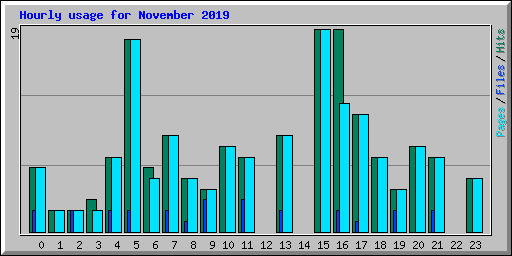 Hourly usage for November 2019
19
Pages/Files/Hits
0 1 2 3 4 5 6 7 8 9 10 11 12 13 14 15 16 17 18 19 20 21 22 23